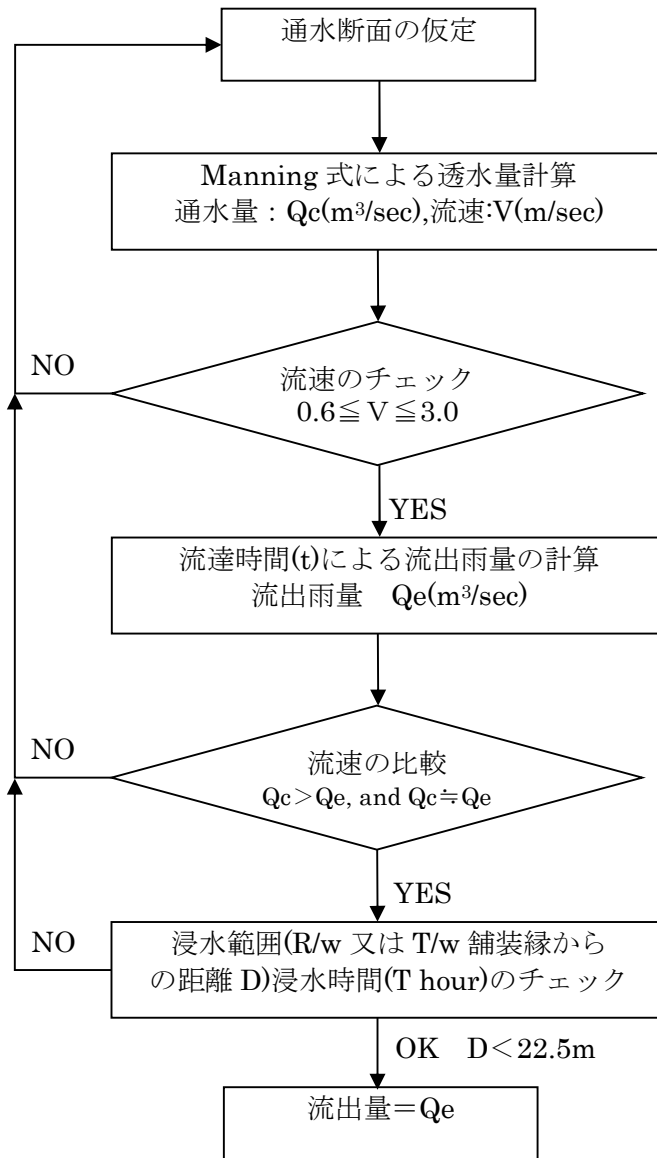 通水断面の仮定
Manning 式による透水量計算
通水量：Qc(m³/sec),流速:V(m/sec)
NO
流速のチェック
0.6≦V≦3.0
YES
流達時間(t)による流出雨量の計算
流出雨量　Qe(m³/sec)
NO
流速の比較
Qc＞Qe, and Qc≒Qe
YES
NO
浸水範囲(R/w 又は T/w 舗装縁から
の距離 D)浸水時間(T hour)のチェック
OK　D＜22.5m
流出量＝Qe